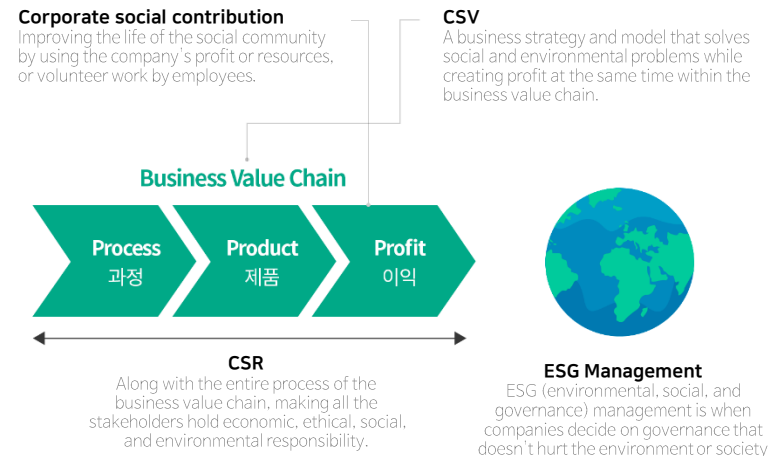 Corporate social contribution
Improving the life of the social community
by using the company's profit or resources,
or volunteer work by employees.
CSV
A business strategy and model that solves
social and environmental problems while
creating profit at the same time within the
business value chain.
Business Value Chain
Process
과정
Product
제품
Profit
이익
CSR
Along with the entire process of the
business value chain, making all the
stakeholders hold economic, ethical, social,
and environmental responsibility.
ESG Management
ESG (environmental, social, and
governance) management is when
companies decide on governance that
doesn't hurt the environment or society